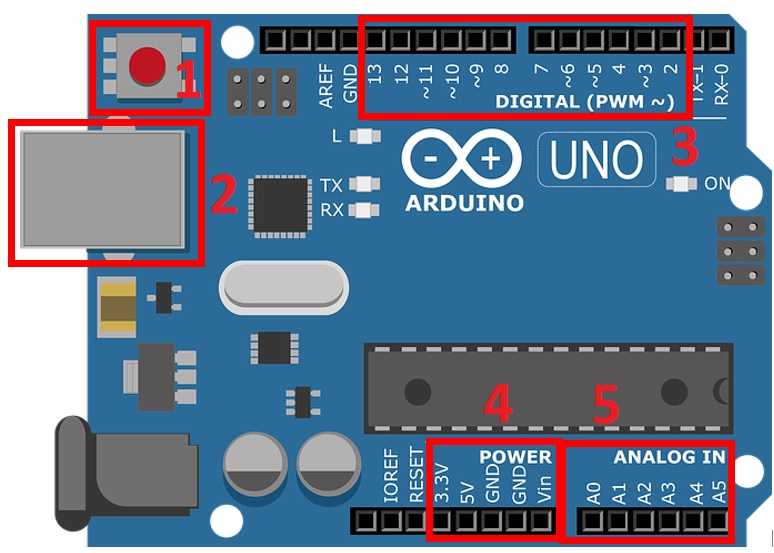 1
AREF
GND
13
12
~11
~10
~9
8
7
~6
~5
4
~3
2
TX-1
RX-0
DIGITAL (PWM ~)
2
L
TX
RX
- +
ARDUINO
UNO
3
ON
4
5
IOREF
RESET
3.3V
5V
GND
GND
Vin
POWER
ANALOG IN
A0
A1
A2
A3
A4
A5